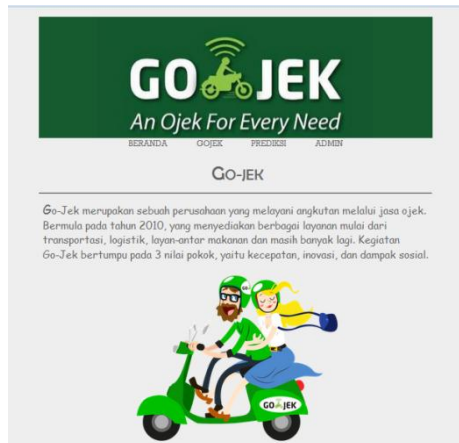 GO JEK
An Ojek For Every Need
BERANDA GOJEK PREDIKSI ADMIN
GO-JEK
Go-Jek merupakan sebuah perusahaan yang melayani angkutan melalui jasa ojek.
Bermula pada tahun 2010, yang menyediakan berbagai layanan mulai dari
transportasi, logistik, layan-antar makanan dan masih banyak lagi. Kegiatan
Go-Jek bertumpu pada 3 nilai pokok, yaitu kecepatan, inovasi, dan dampak sosial.
GO JEK